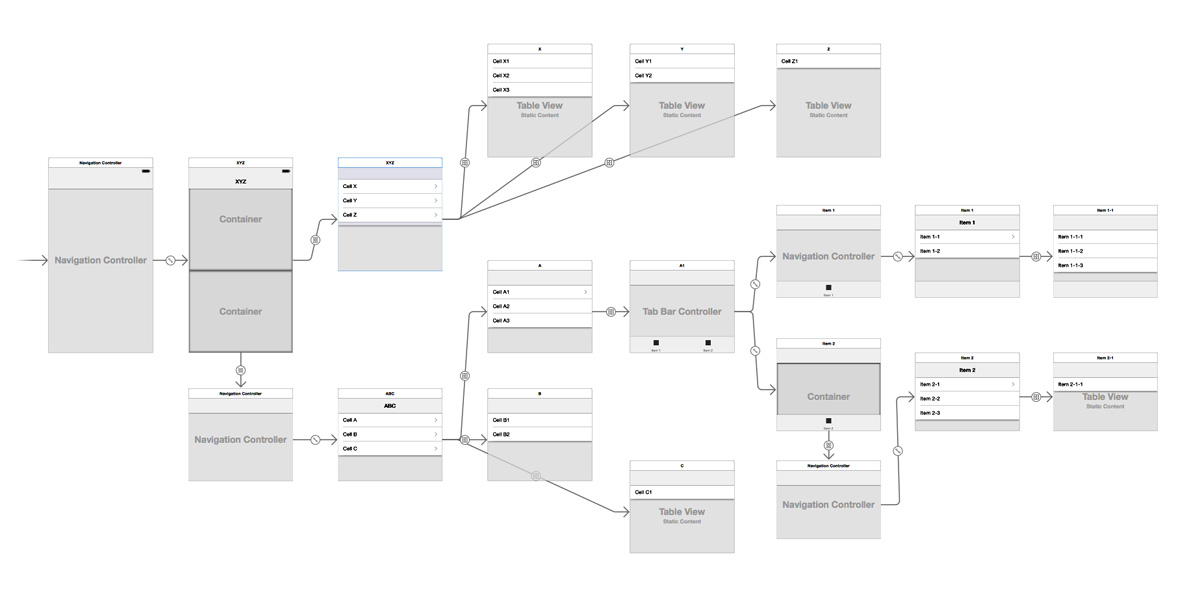 X
Cell X1
Cell X2
Cell X3
Table View
Static Content
Y
Cell Y1
Cell Y2
Table View
Static Content
Z
Cell Z1
Table View
Static Content
Navigation Controller
Navigation Controller
XYZ
XYZ
Container
Container
XYZ
Cell X
Cell Y
Cell Z
Item 1
Navigation Controller
Item 1
Item 1
Item 1
Item 1-1
Item 1-2
Item 1-1
Item 1-1-1
Item 1-1-2
Item 1-1-3
A
Cell A1
Cell A2
Cell A3
A1
Tab Bar Controller
Item 1
Item 2
Item 2
Container
Item 2
Item 2
Item 2
Item 2-1
Item 2-2
Item 2-3
Item 2-1
Item 2-1-1
Table View
Static Content
Navigation Controller
Navigation Controller
ABC
ABC
Cell A
Cell B
Cell C
B
Cell B1
Cell B2
C
Cell C1
Table View
Static Content
Navigation Controller
Navigation Controller